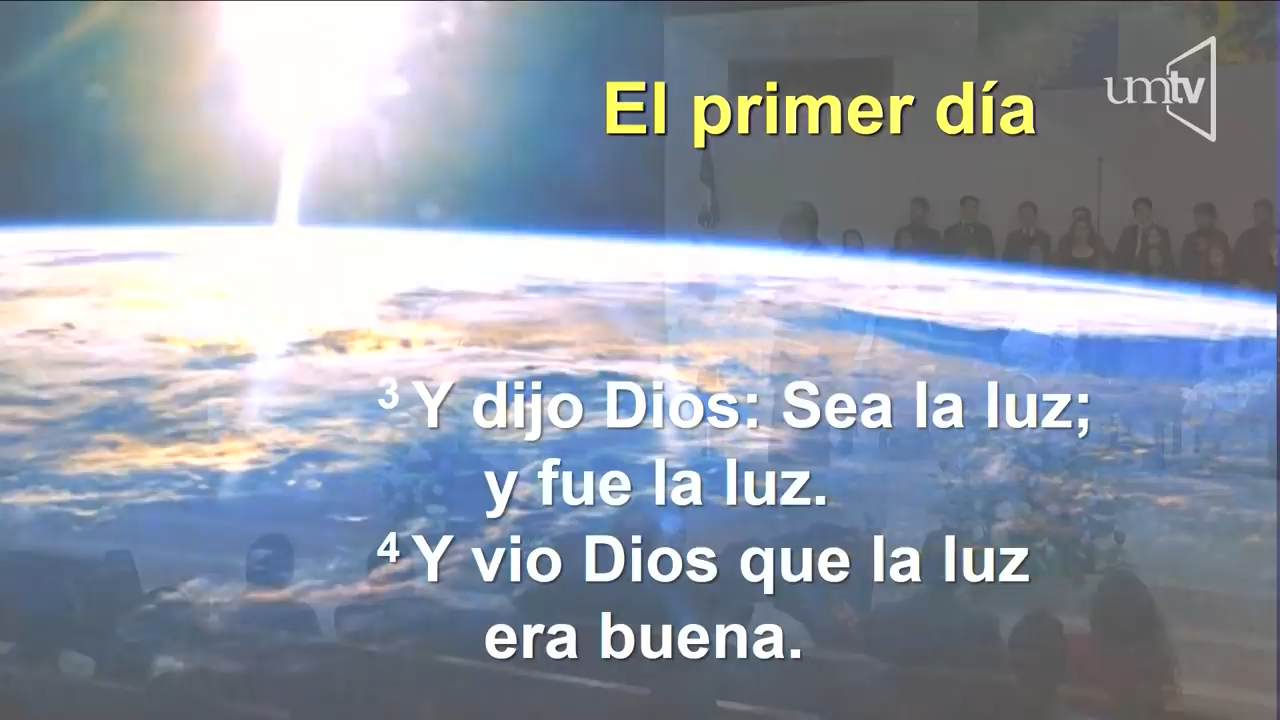 El primer día
umtv
3 Y dijo Dios: Sea la luz;
y fue la luz.
4 Y vio Dios que la luz
era buena.